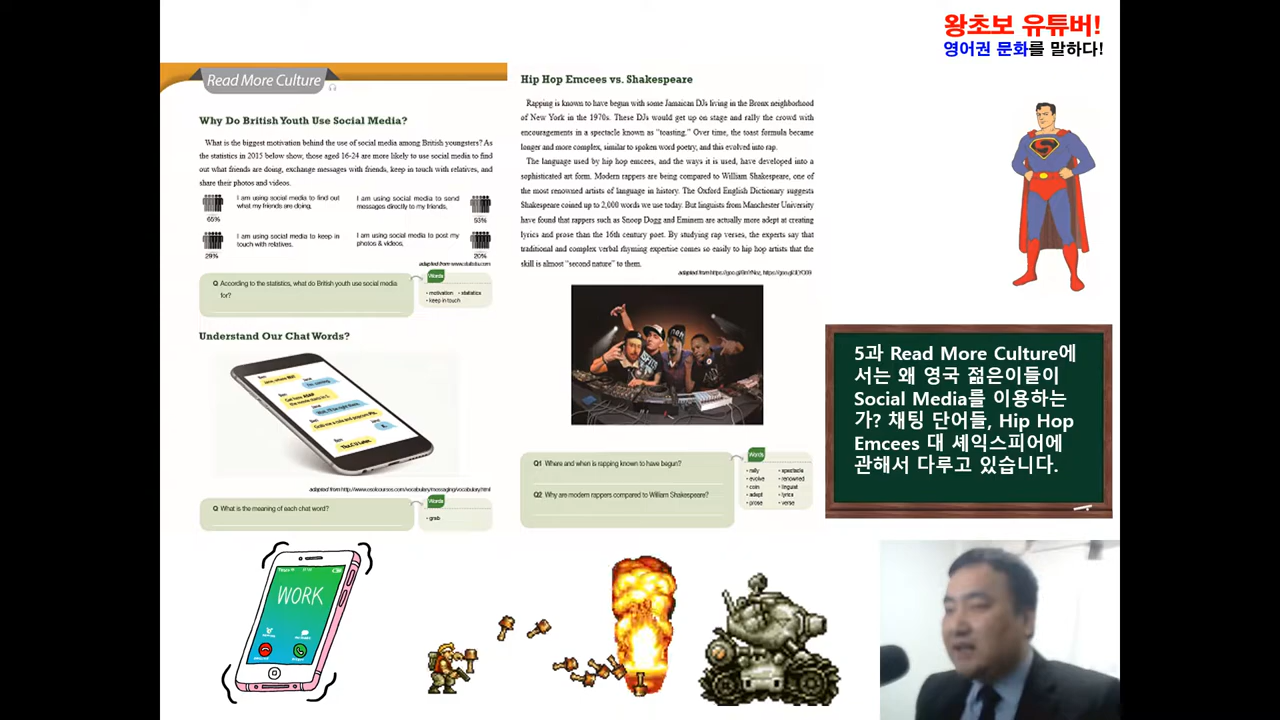 왕초보 유튜버!
영어권 문화를 말하다!
Read More Culture
Why Do British Youth Use Social Media?
What is the biggest motivation behind the use of social media among British youngsters? As
the statistics in 2015 below show, those aged 16-24 are more likely to use social media to find
out what friends are doing, exchange messages with friends, keep in touch with relatives, and
share their photos and videos.
65%
I am using social media to find out
what my friends are doing.
I am using social media to send
messages directly to my friends.
53%
29%
I am using social media to keep in
touch with relatives.
I am using social media to post my
photos & videos.
20%
adapted from www.statista.com
Q According to the statistics, what do British youth use social media
for?
Words
• motivation • statistics
• keep in touch
Understand Our Chat Words?
adapted from http://www.esolcourses.com/vocabulary/messaging/vocabulary.html
Q What is the meaning of each chat word?
Words
• grab
Hip Hop Emcees vs. Shakespeare
Rapping is known to have begun with some Jamaican DJs living in the Bronx neighborhood
of New York in the 1970s. These DJs would get up on stage and rally the crowd with
encouragements in a spectacle known as “toasting.” Over time, the toast formula became
longer and more complex, similar to spoken word poetry, and this evolved into rap.
The language used by hip hop emcees, and the ways it is used, have developed into a
sophisticated art form. Modern rappers are being compared to William Shakespeare, one of
the most renowned artists of language in history. The Oxford English Dictionary suggests
Shakespeare coined up to 2,000 words we use today. But linguists from Manchester University
have found that rappers such as Snoop Dogg and Eminem are actually more adept at creating
lyrics and prose than the 16th century poet. By studying rap verses, the experts say that
traditional and complex verbal rhyming expertise comes so easily to hip hop artists that the
skill is almost “second nature” to them.
adapted from
Q1 Where and when is rapping known to have begun?
Q2 Why are modern rappers compared to William Shakespeare?
Words
• rally • spectacle
• evolve • renowned
• coin • linguist
• adept • lyrics
• prose • verse
5과 Read More Culture에
서는 왜 영국 젊은이들이
Social Media를 이용하는
가? 채팅 단어들, Hip Hop
Emcees 대 셰익스피어에
관해서 다루고 있습니다.
WORK